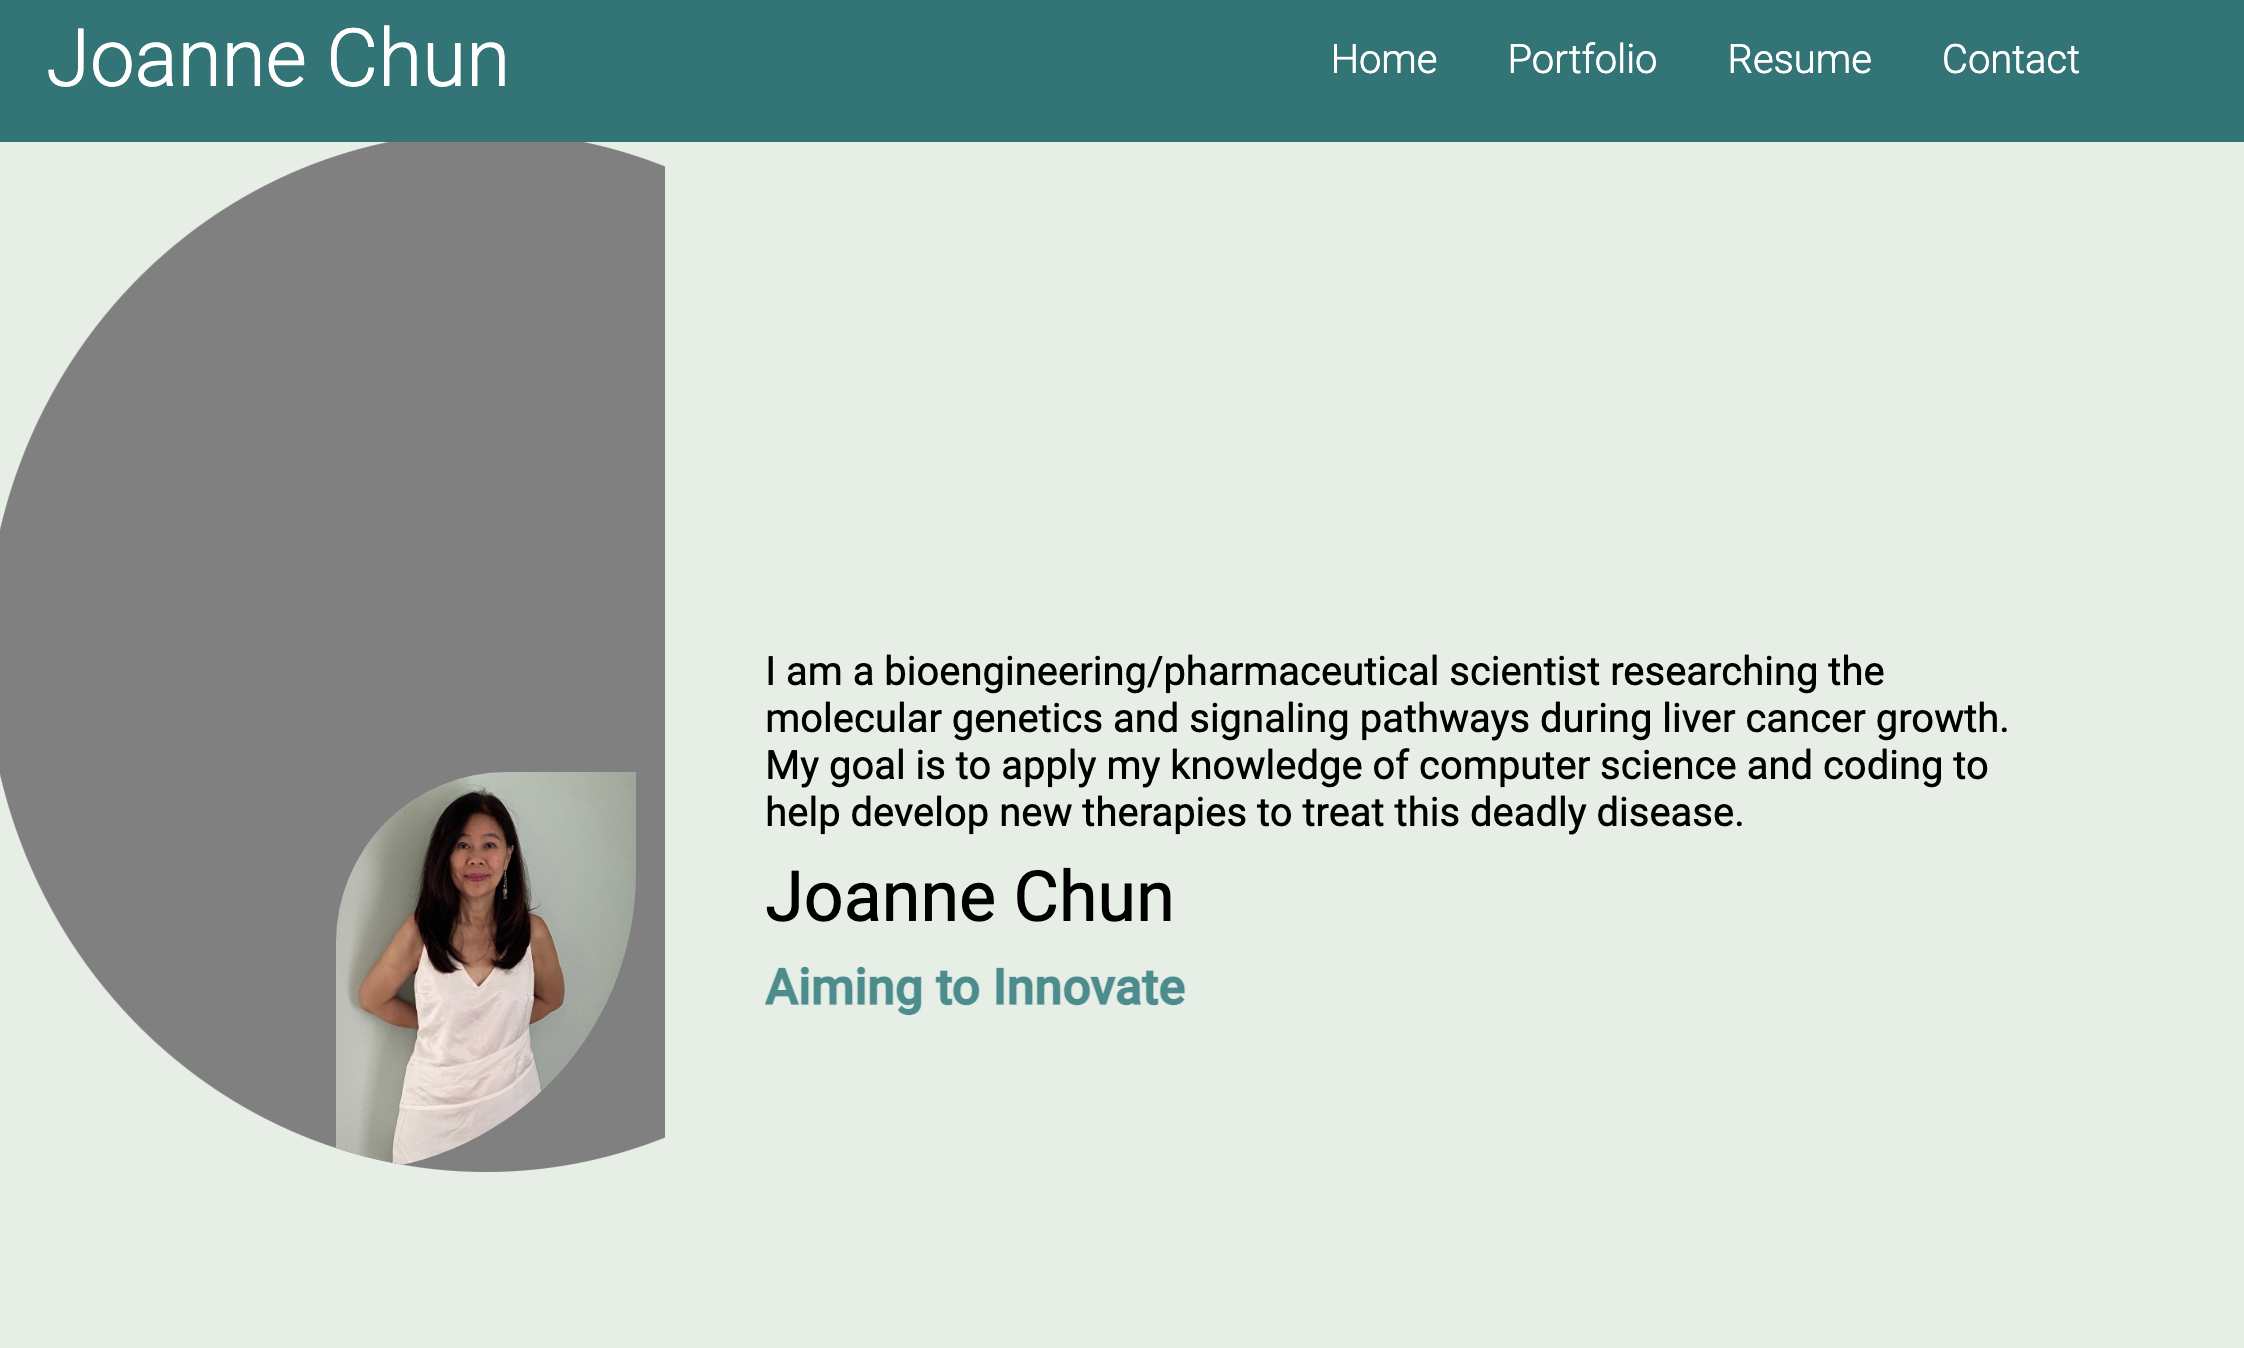 Joanne Chun
Home Portfolio Resume Contact
I am a bioengineering/pharmaceutical scientist researching the
molecular genetics and signaling pathways during liver cancer growth.
My goal is to apply my knowledge of computer science and coding to
help develop new therapies to treat this deadly disease.
Joanne Chun
Aiming to Innovate